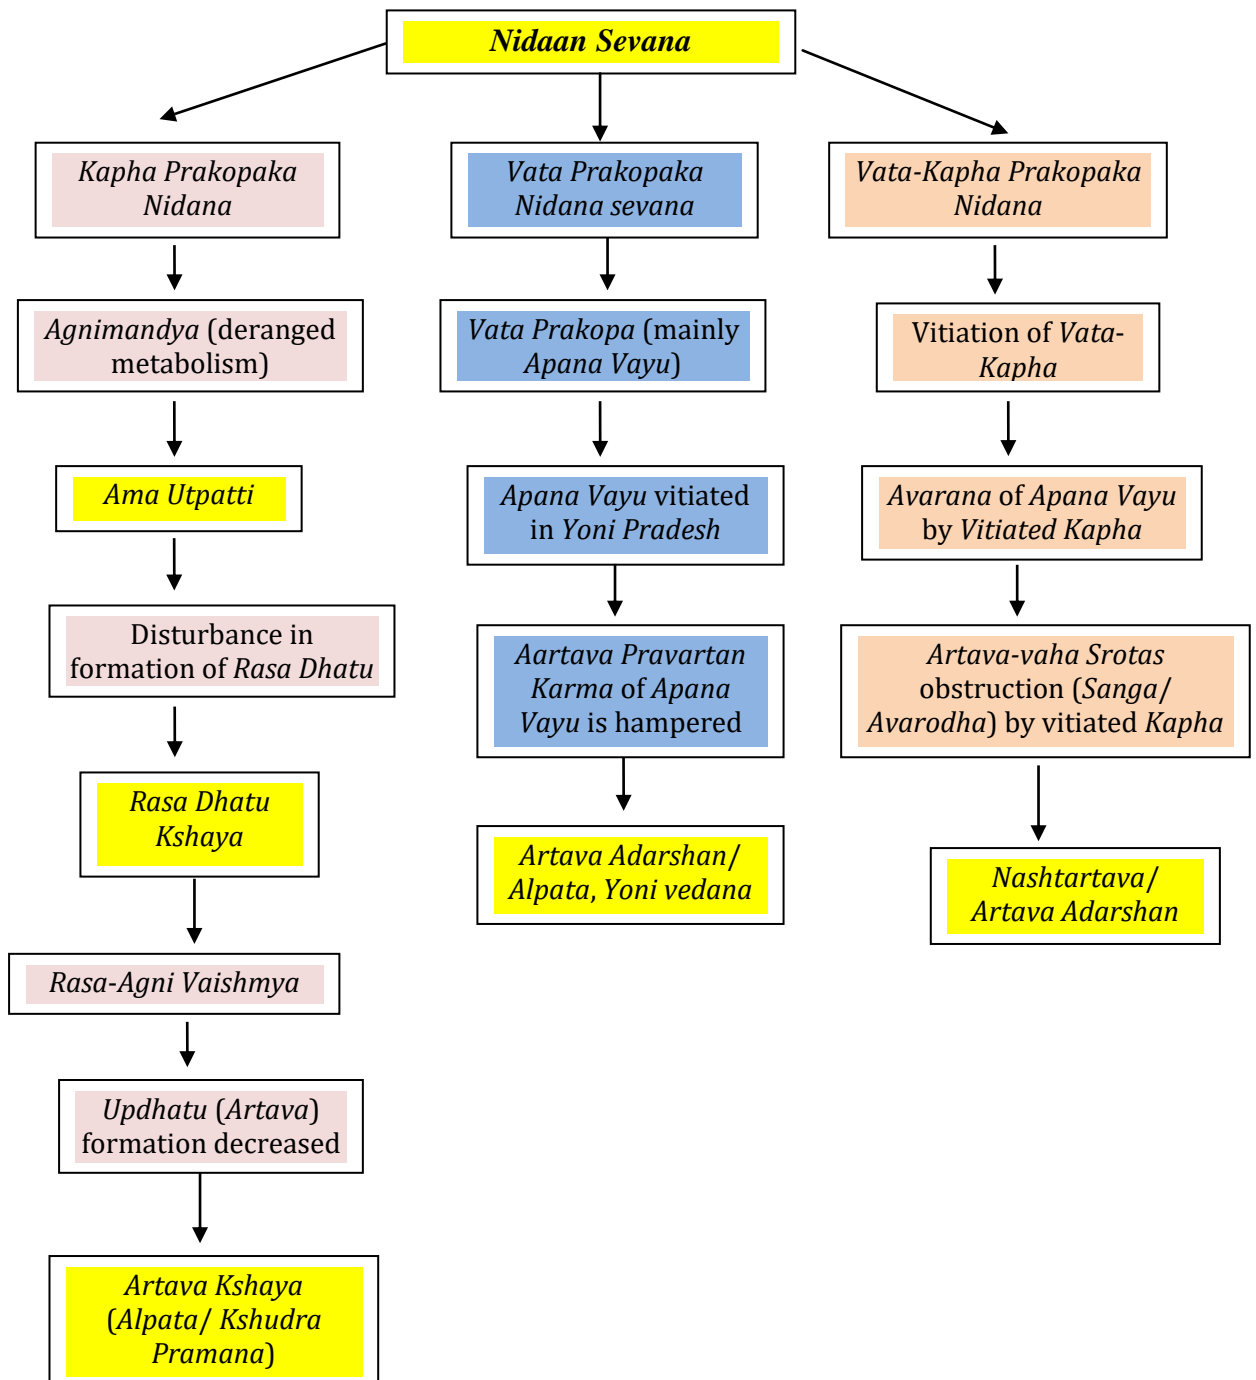 Nidaan Sevana
Kapha Prakopaka
Nidana
Agnimandya (deranged
metabolism)
Ama Utpatti
Disturbance in
formation of Rasa Dhatu
Rasa Dhatu
Kshaya
Rasa-Agni Vaishmya
Updhatu (Artava)
formation decreased
Artava Kshaya
(Alpata/ Kshudra
Pramana)
Vata Prakopaka
Nidana sevana
Vata Prakopa (mainly
Apana Vayu)
Apana Vayu vitiated
in Yoni Pradesh
Aartava Pravartan
Karma of Apana
Vayu is hampered
Artava Adarshan/
Alpata, Yoni vedana
Vata-Kapha Prakopaka
Nidana
Vitiation of Vata-
Kapha
Avarana of Apana Vayu
by Vitiated Kapha
Artava-vaha Srotas
obstruction (Sanga/
Avarodha) by vitiated Kapha
Nashtartava/
Artava Adarshan